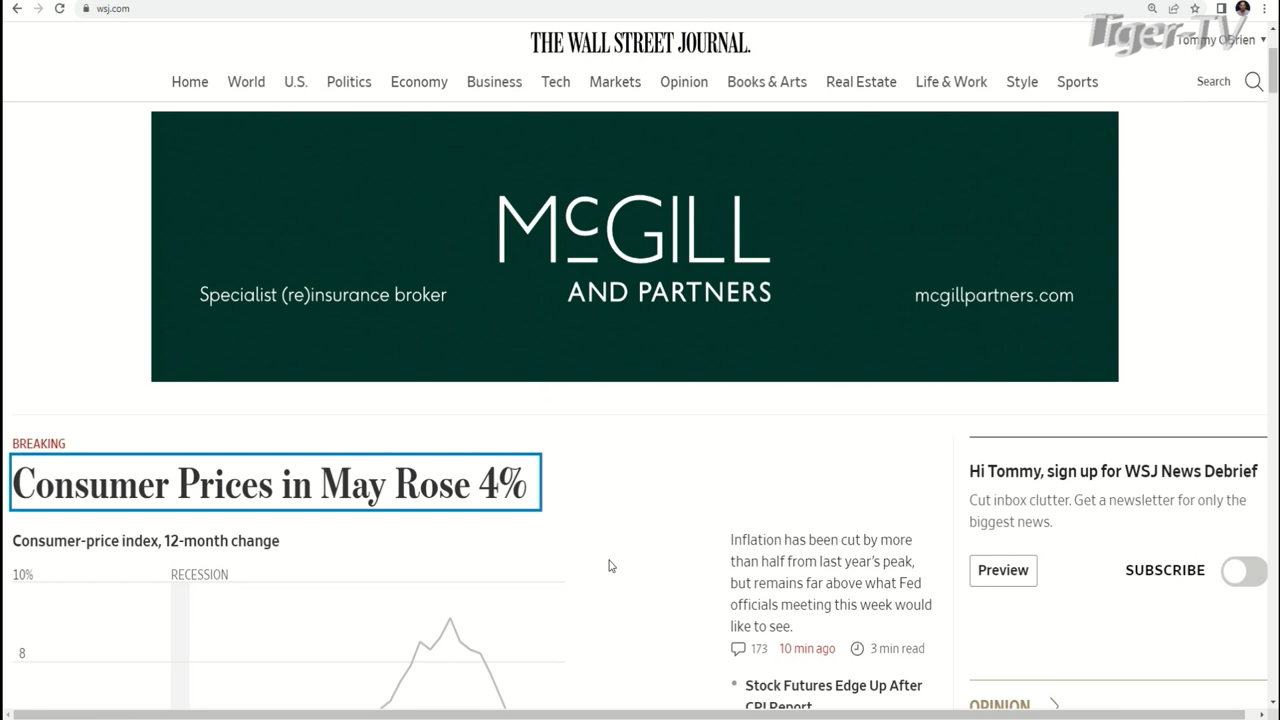 wsj.com
THE WALL STREET JOURNAL.
Tiger-TV
Tommy OBrien
Home World U.S. Politics Economy Business Tech Markets Opinion Books & Arts Real Estate Life & Work Style Sports Search
McGILL
AND PARTNERS
Specialist (re)insurance broker
mcgillpartners.com
BREAKING
Consumer Prices in May Rose 4%
Consumer-price index, 12-month change
10%
RECESSION
8
Inflation has been cut by more
than half from last year's peak,
but remains far above what Fed
officials meeting this week would
like to see.
173 10 min ago 3 min read
Stock Futures Edge Up After
CPI Report
Hi Tommy, sign up for WSJ News Debrief
Cut inbox clutter. Get a newsletter for only the
biggest news.
Preview SUBSCRIBE
OPINION